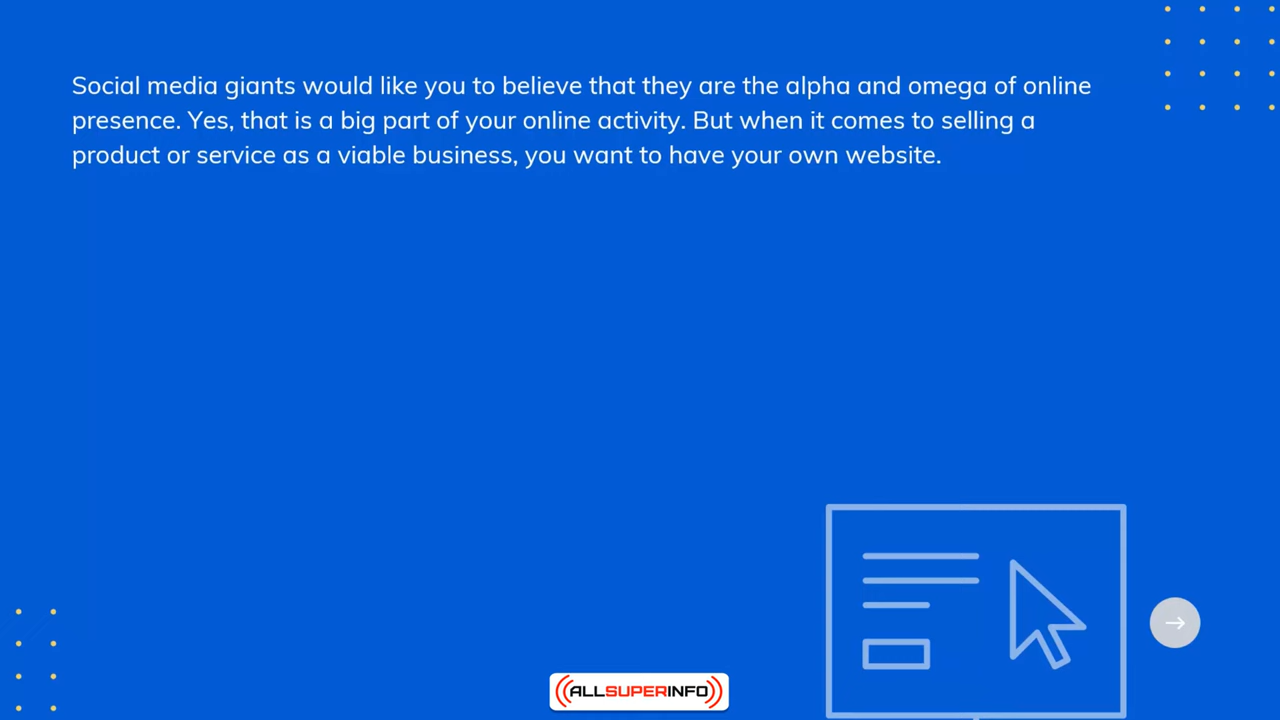 Social media giants would like you to believe that they are the alpha and omega of online
presence. Yes, that is a big part of your online activity. But when it comes to selling a
product or service as a viable business, you want to have your own website.
ALLSUPERINFO